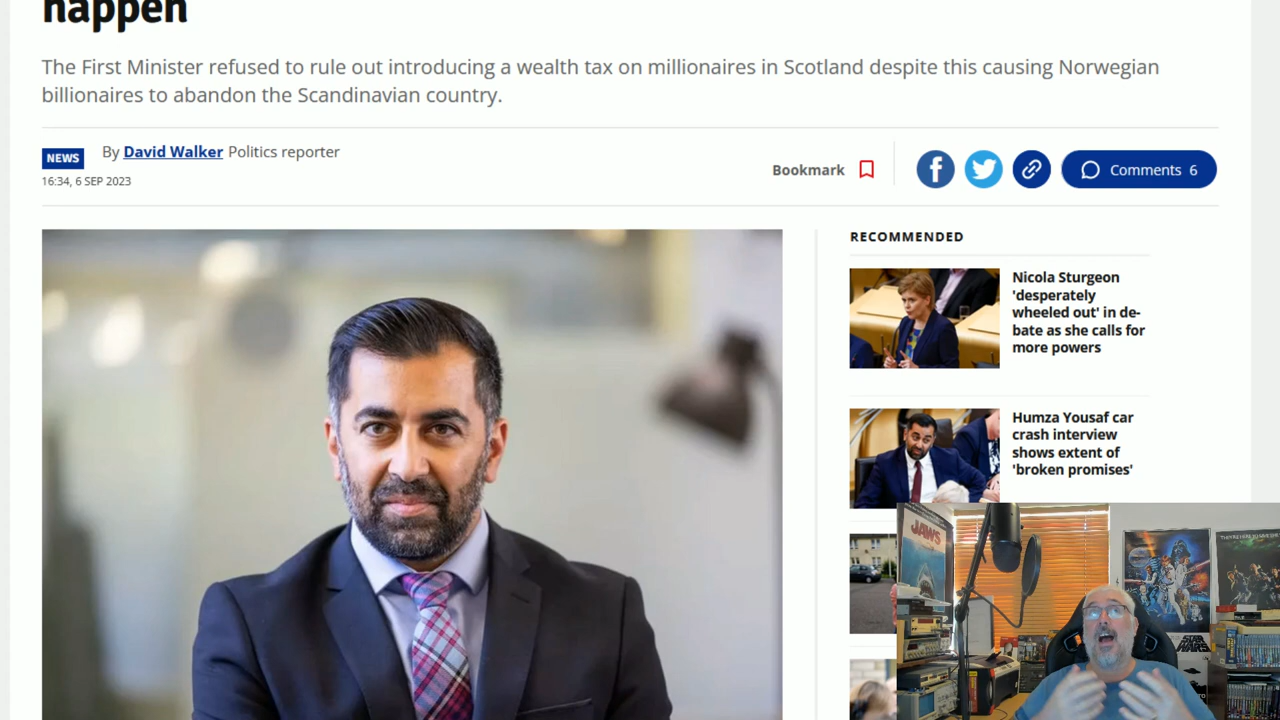 happen
The First Minister refused to rule out introducing a wealth tax on millionaires in Scotland despite this causing Norwegian
billionaires to abandon the Scandinavian country.
NEWS
By David Walker Politics reporter
16:34, 6 SEP 2023
Bookmark
Comments 6
RECOMMENDED
Nicola Sturgeon
'desperately
wheeled out' in de-
bate as she calls for
more powers
Humza Yousaf car
crash interview
shows extent of
'broken promises'
JAWS
STAR
WARS